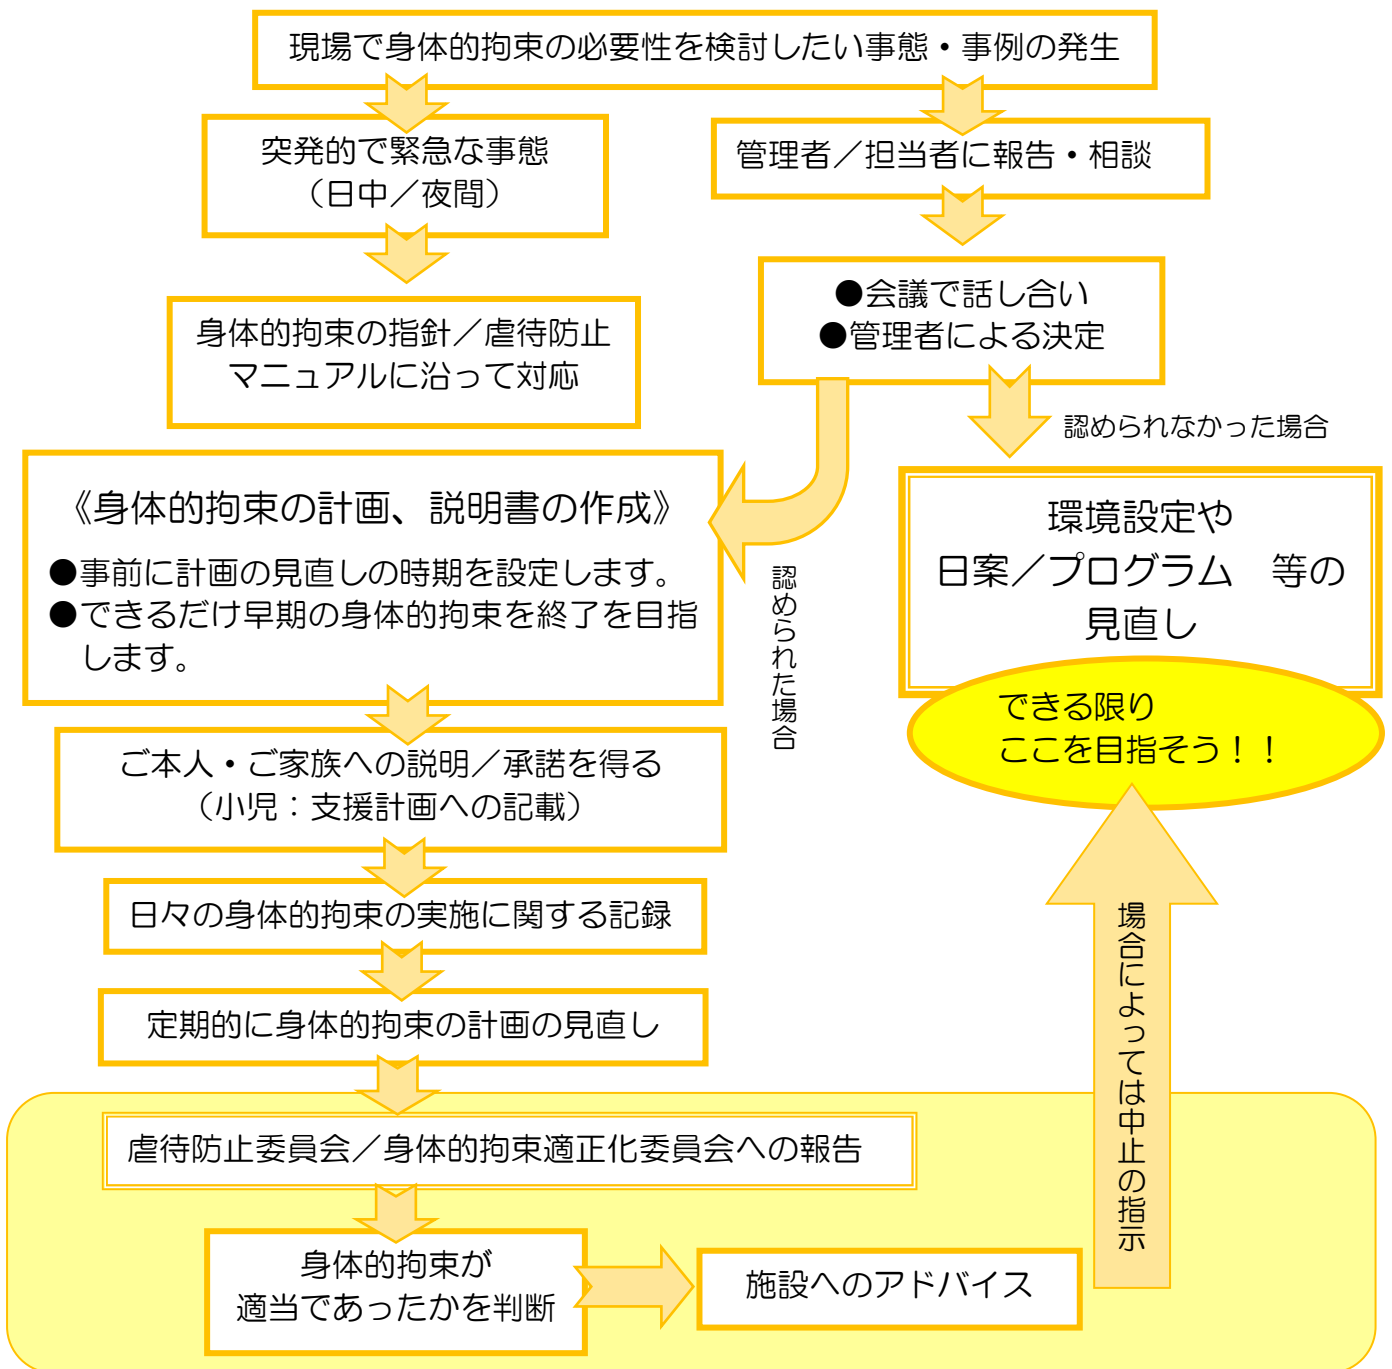 現場で身体的拘束の必要性を検討したい事態・事例の発生
突発的で緊急な事態
（日中／夜間）
管理者／担当者に報告・相談
身体的拘束の指針／虐待防止
マニュアルに沿って対応
●会議で話し合い
●管理者による決定
認められなかった場合
認められた場合
《身体的拘束の計画、説明書の作成》
●事前に計画の見直しの時期を設定します。
●できるだけ早期の身体的拘束を終了を目指
します。
環境設定や
日案／プログラム　等の
見直し
できる限り
ここを目指そう！！
ご本人・ご家族への説明／承諾を得る
（小児：支援計画への記載）
日々の身体的拘束の実施に関する記録
定期的に身体的拘束の計画の見直し
虐待防止委員会／身体的拘束適正化委員会への報告
身体的拘束が
適当であったかを判断
施設へのアドバイス
場合によっては中止の指示